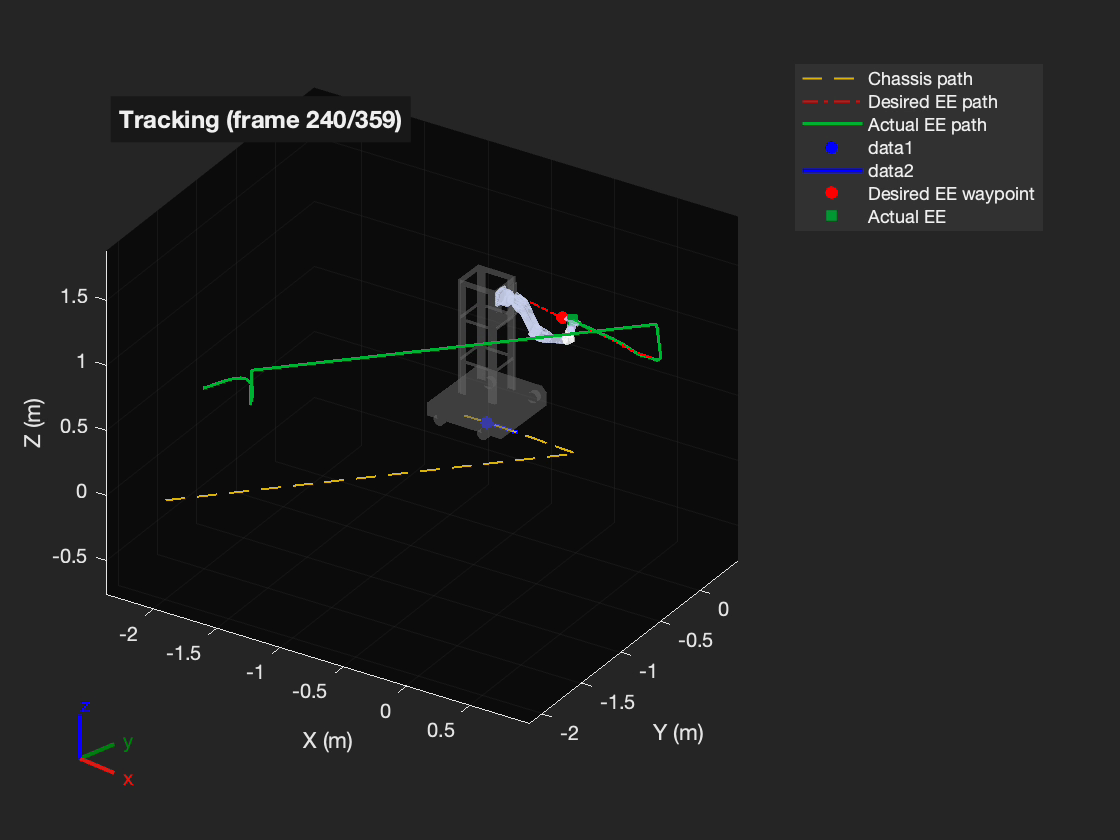 Tracking (frame 240/359)
Chassis path
Desired EE path
Actual EE path
data1
data2
Desired EE waypoint
Actual EE
1.5
1
0.5
0
-0.5
Z (m)
-2
-1.5
-1
-0.5
0
0.5
X (m)
0
-0.5
-1
-1.5
-2
Y (m)
z
y
x